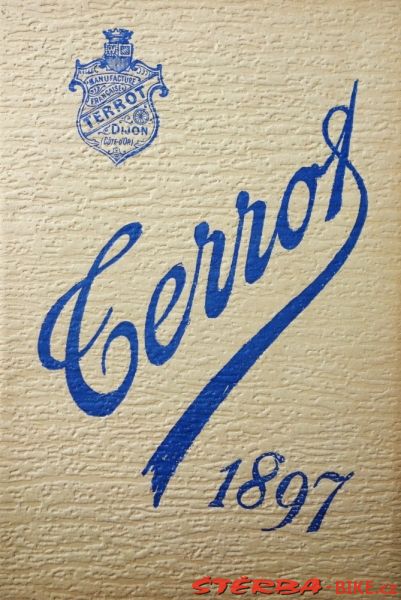 MANUFACTURE
FRANÇAISE
TERROT
DIJON
(CÔTE-D'OR)
Terrot
1897
ŠTĚRBA-BIKE.cz